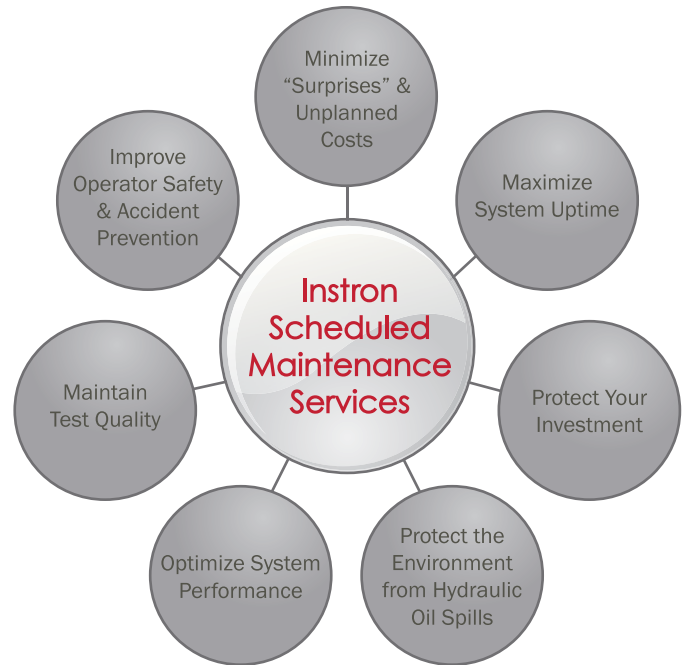 Minimize
“Surprises” &
Unplanned
Costs
Maximize
System Uptime
Protect Your
Investment
Protect the
Environment
from Hydraulic
Oil Spills
Optimize System
Performance
Maintain
Test Quality
Improve
Operator Safety
& Accident
Prevention
Instron
Scheduled
Maintenance
Services